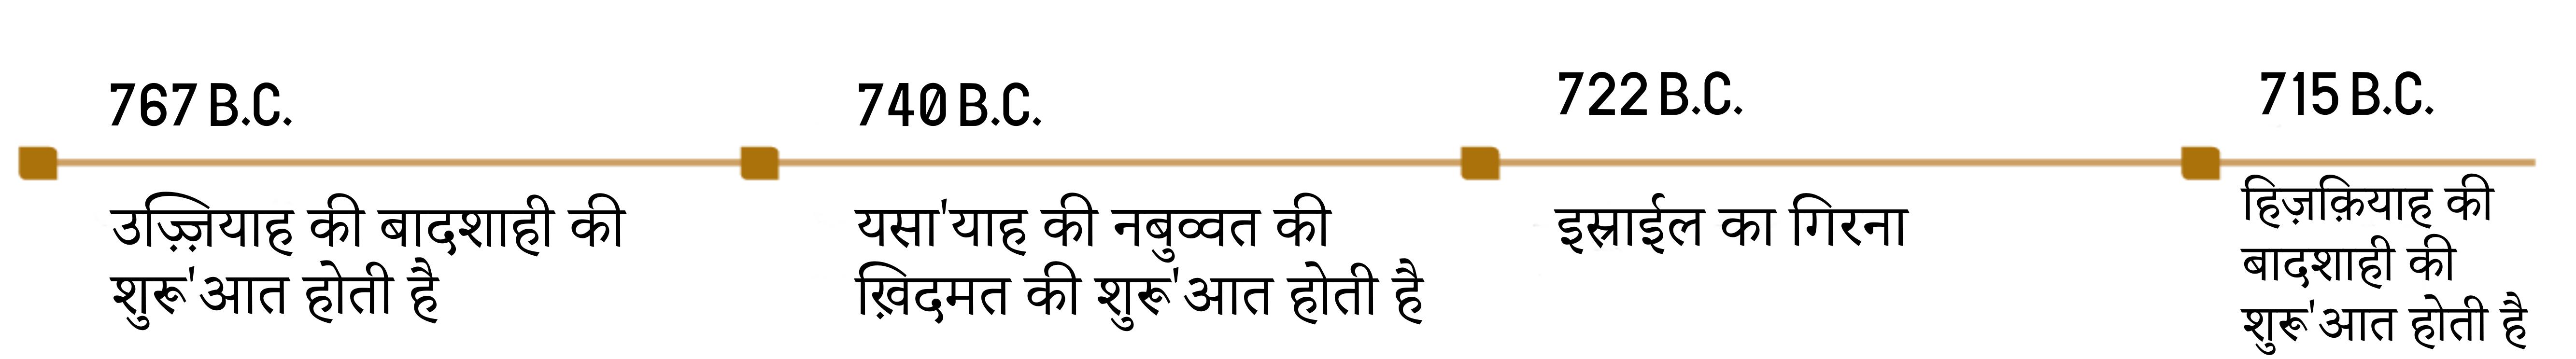 767 B.C.
740 B.C.
722 B.C.
715 B.C.
उज़्ज़ियाह की बादशाही की
शुरू'आत होती है
यसा'याह की नबुव्वत की
ख़िदमत की शुरू'आत होती है
इस्राईल का गिरना
हिज़क़ियाह की
बादशाही की
शुरू'आत होती है